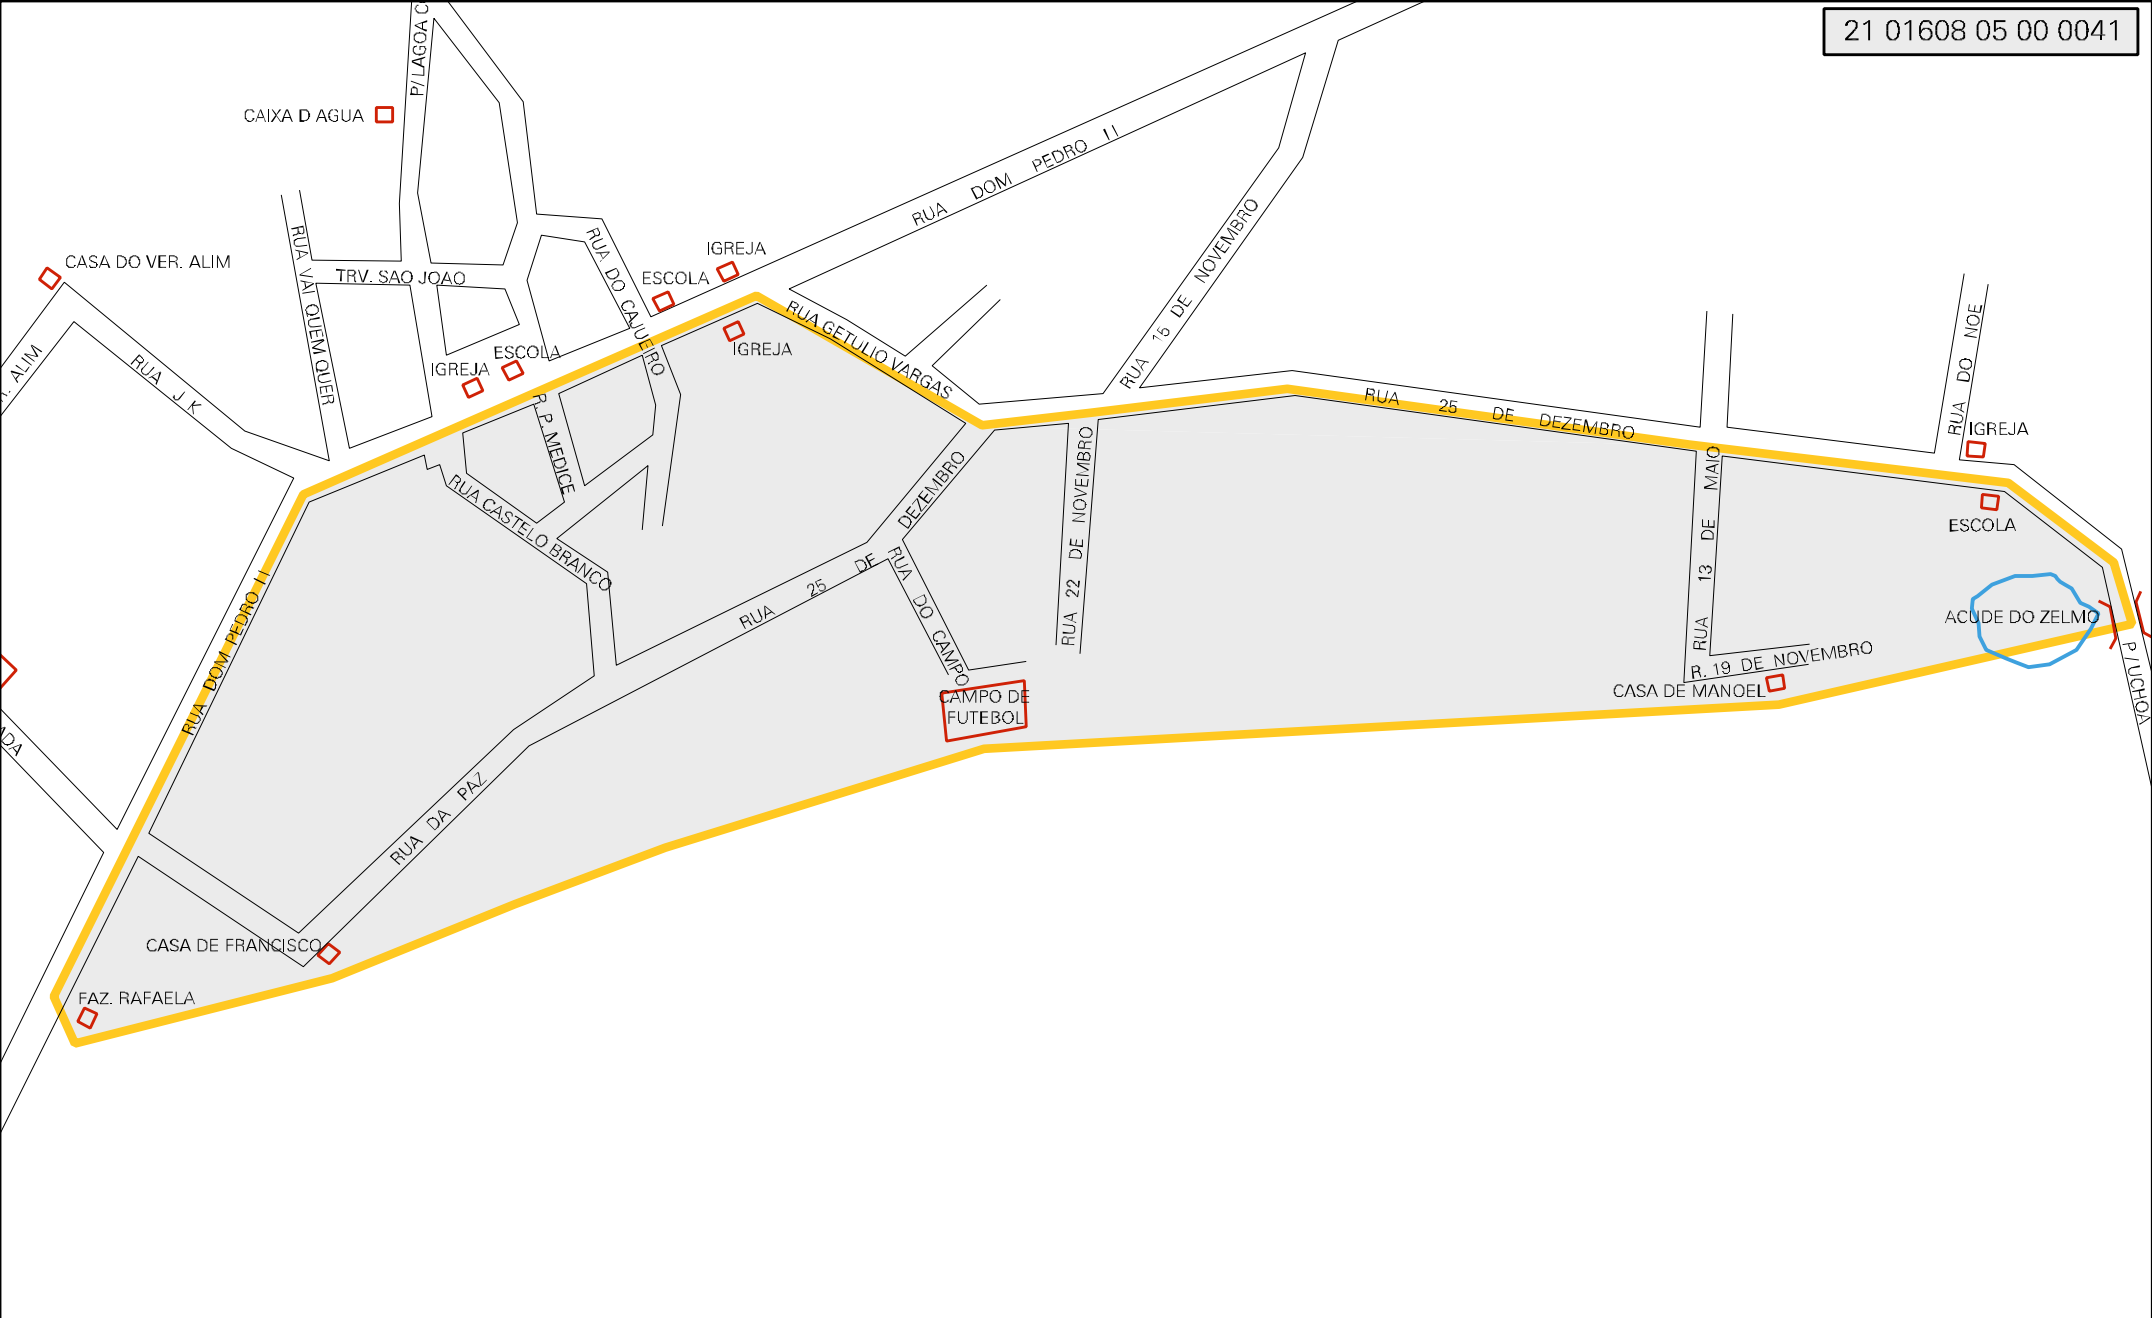 21 01608 05 00 0041
P/ LAGOA
CAIXA D AGUA
RUA DOM PEDRO II
RUA 15 DE NOVEMBRO
RUA VAI QUEM QUER
CASA DO VER. ALIM
TRV. SAO JOAO
RUA DO CAJUEIRO
IGREJA
ESCOLA
RUA GETULIO VARGAS
IGREJA
ESCOLA
IGREJA
ALIM
RUA J K
R. P. MEDICE
RUA CASTELO BRANCO
RUA 25 DE DEZEMBRO
RUA DO NOE
IGREJA
ESCOLA
RUA 22 DE NOVEMBRO
RUA 13 DE MAIO
RUA 25 DE DEZEMBRO
RUA DO CAMPO
RUA DOM PEDRO II
ACUDE DO ZELMO
P / UCHOA
R. 19 DE NOVEMBRO
CASA DE MANOEL
CAMPO DE
FUTEBOL
RUA DA PAZ
CASA DE FRANCISCO
FAZ. RAFAELA